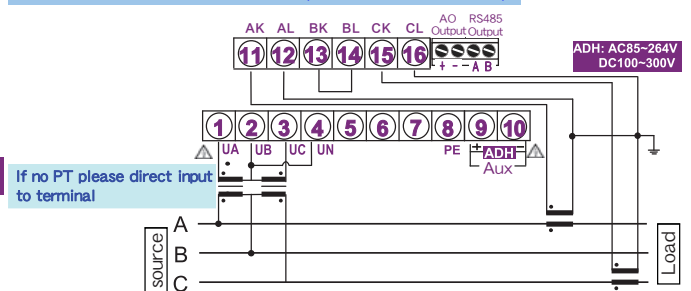 AK AL BK BL CK CL
AO RS485
Output Output
11 12 13 14 15 16
+ - - A B
ADH: AC85~264V
DC100~300V
1 2 3 4 5 6 7 8 9 10
UA UB UC UN PE
+ ADH -
Aux
If no PT please direct input
to terminal
A
B
C
source
Load